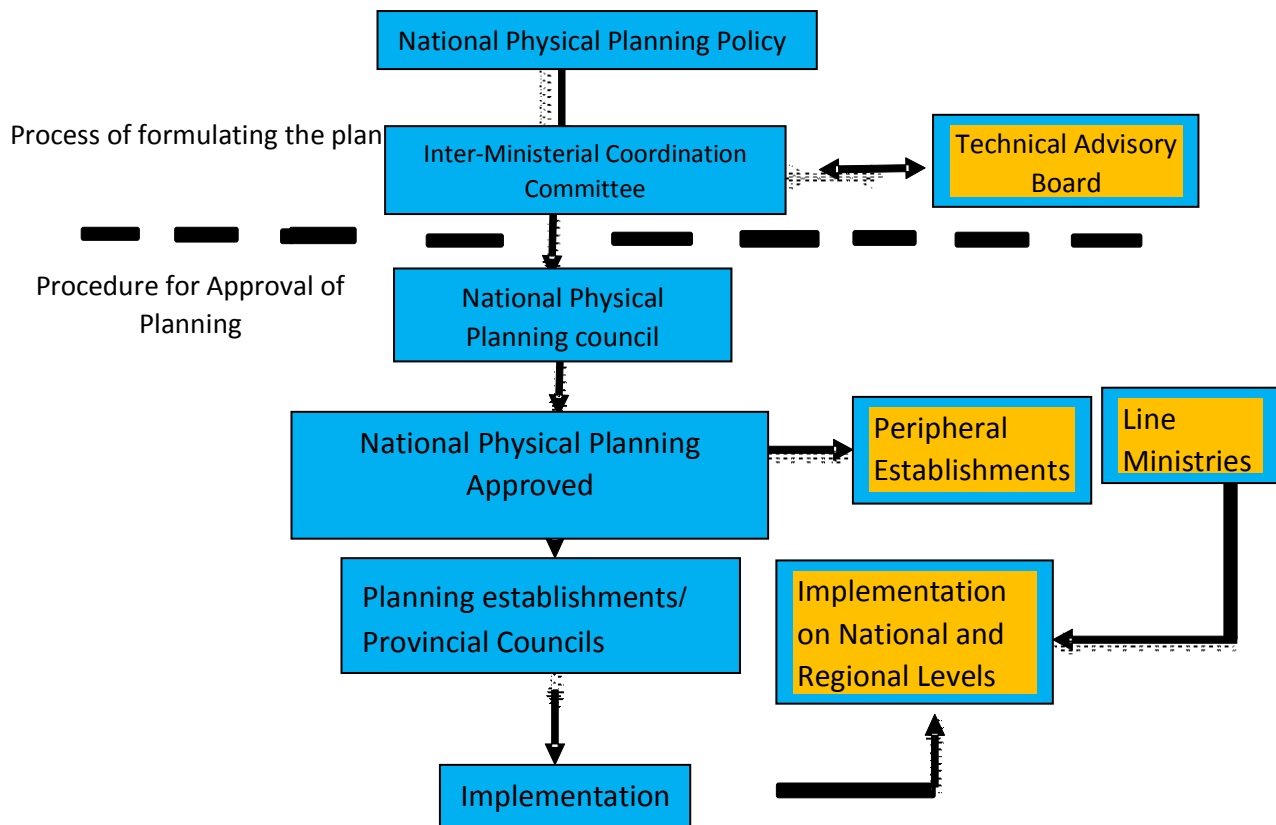 National Physical Planning Policy
Process of formulating the plan
Inter-Ministerial Coordination
Committee
Technical Advisory
Board
Procedure for Approval of
Planning
National Physical
Planning council
National Physical Planning
Approved
Peripheral
Establishments
Line
Ministries
Planning establishments/
Provincial Councils
Implementation
on National and
Regional Levels
Implementation